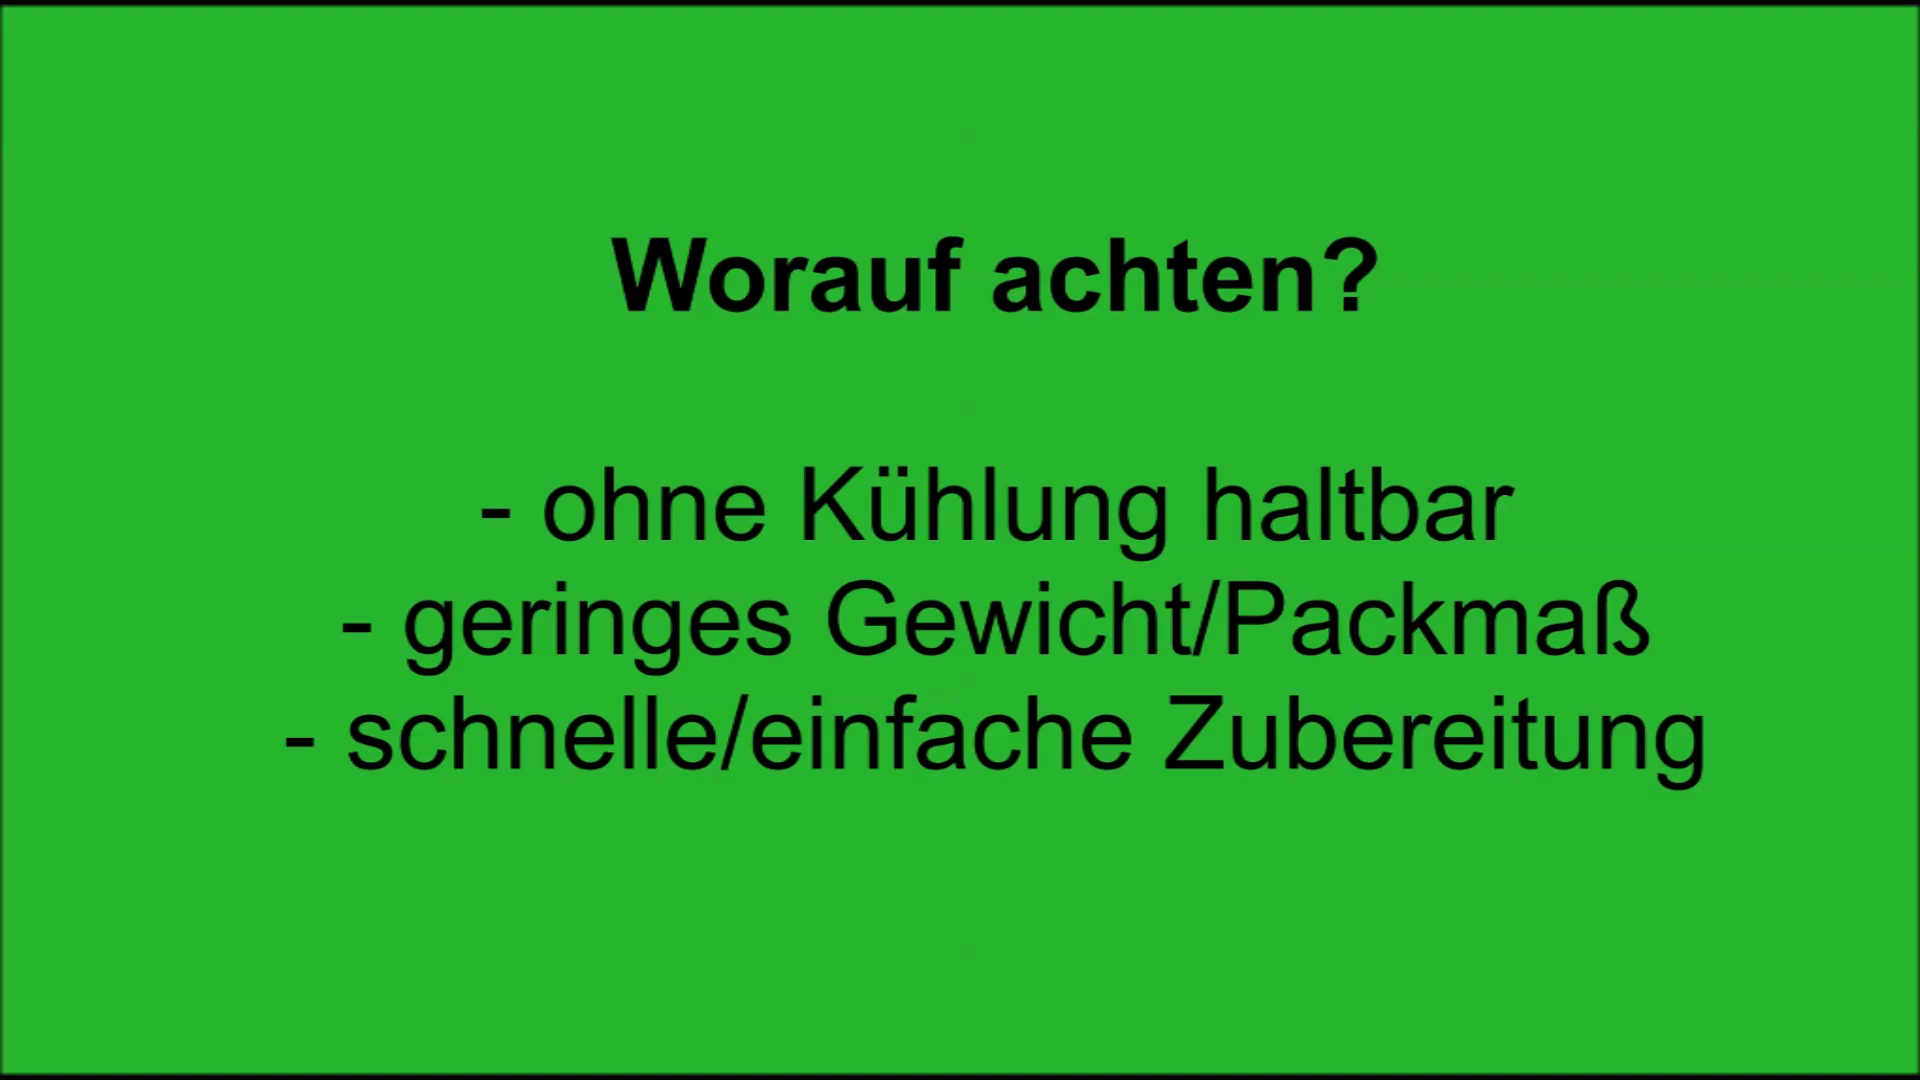 Worauf achten?
- ohne Kühlung haltbar
- geringes Gewicht/Packmaß
- schnelle/einfache Zubereitung